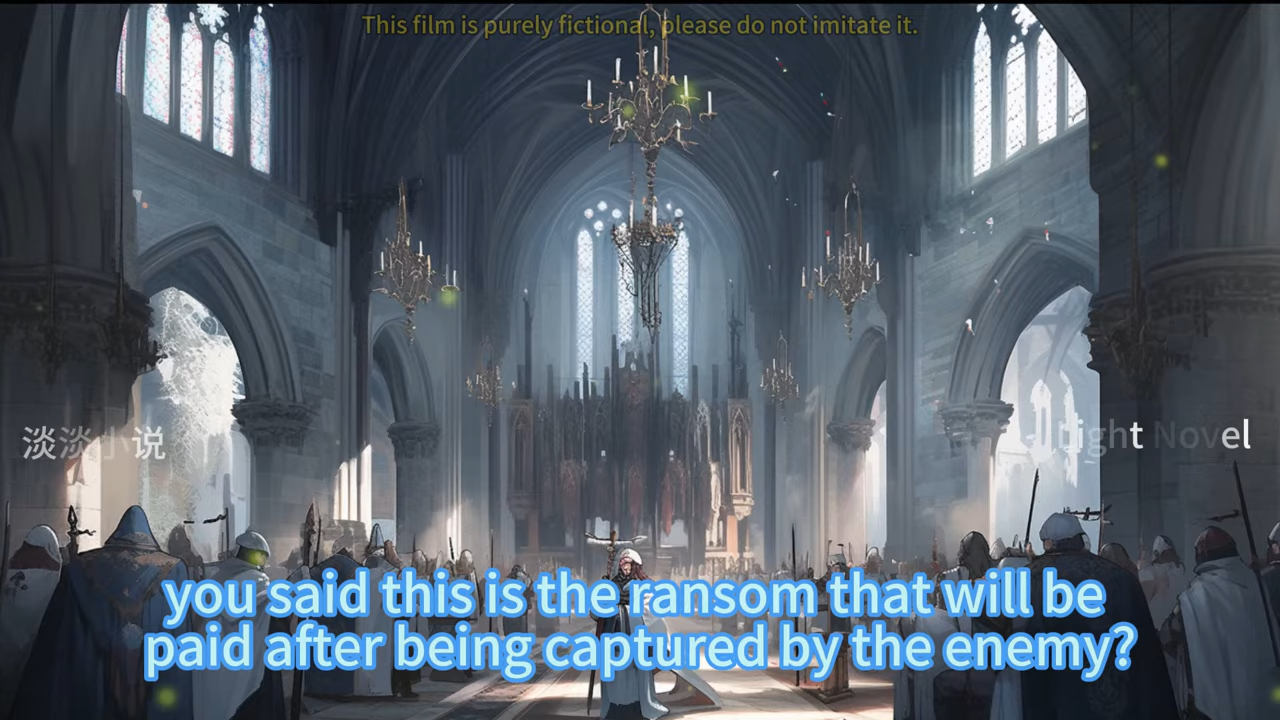 This film is purely fictional, please do not imitate it.
淡淡小说
Light Novel
you said this is the ransom that will be
paid after being captured by the enemy?